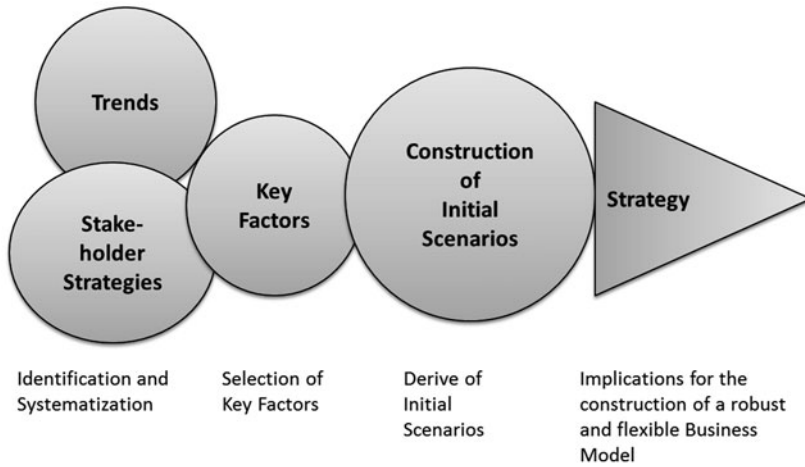 Trends
Stake-
holder
Strategies
Key
Factors
Construction
of
Initial
Scenarios
Strategy
Identification and
Systematization
Selection of
Key Factors
Derive of
Initial
Scenarios
Implications for the
construction of a robust
and flexible Business
Model